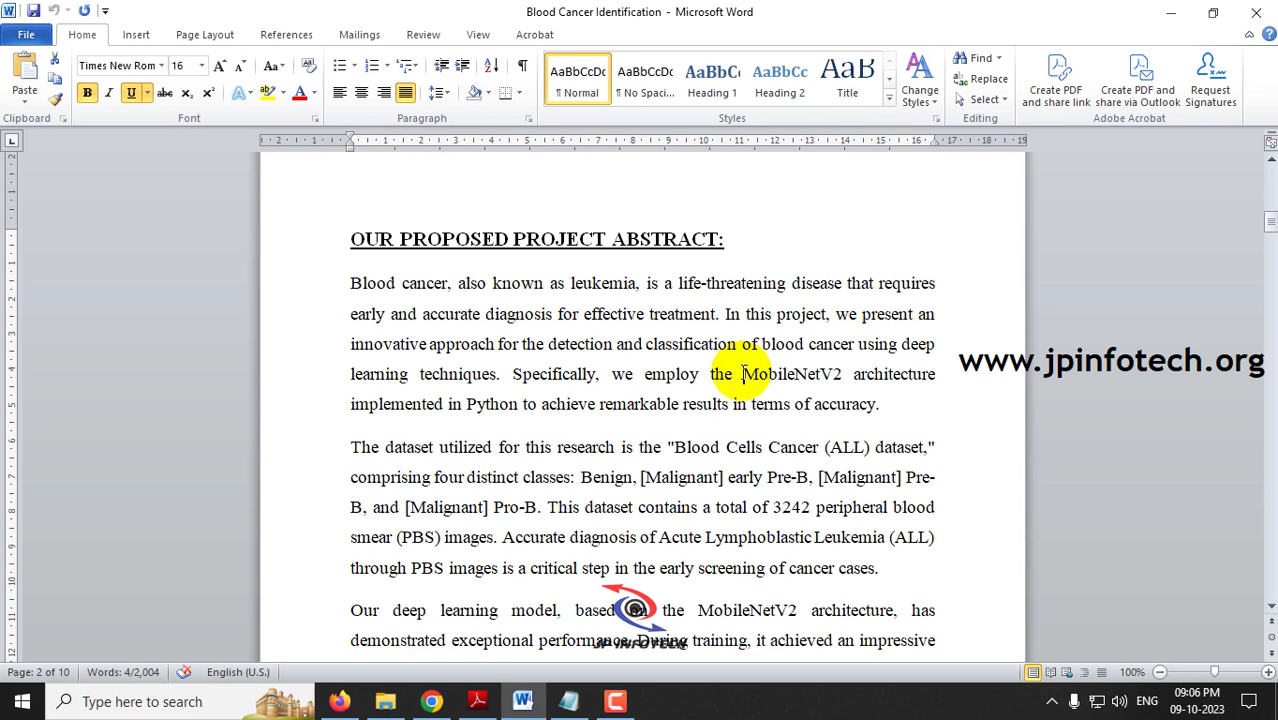 Blood Cancer Identification - Microsoft Word
File Home Insert Page Layout References Mailings Review View Acrobat
Times New Rom 16 AaBbCcDc AaBbCcDc AaBbCc AaBbCc AaB Find
Replace
Select
Paste ¶ Normal ¶ No Spaci... Heading 1 Heading 2 Title Change Styles Create PDF and share link Create PDF and share via Outlook Request Signatures
Clipboard Font Paragraph Styles Editing Adobe Acrobat
OUR PROPOSED PROJECT ABSTRACT:
Blood cancer, also known as leukemia, is a life-threatening disease that requires
early and accurate diagnosis for effective treatment. In this project, we present an
innovative approach for the detection and classification of blood cancer using deep
www.jpinfotech.org
learning techniques. Specifically, we employ the MobileNetV2 architecture
implemented in Python to achieve remarkable results in terms of accuracy.
The dataset utilized for this research is the "Blood Cells Cancer (ALL) dataset,"
comprising four distinct classes: Benign, [Malignant] early Pre-B, [Malignant] Pre-
B, and [Malignant] Pro-B. This dataset contains a total of 3242 peripheral blood
smear (PBS) images. Accurate diagnosis of Acute Lymphoblastic Leukemia (ALL)
through PBS images is a critical step in the early screening of cancer cases.
Our deep learning model, based on the MobileNetV2 architecture, has
demonstrated exceptional performance. During training, it achieved an impressive
JP INFOTECH
Page: 2 of 10 Words: 4/2,004 English (U.S.) 100%
Type here to search ENG 09:06 PM
09-10-2023